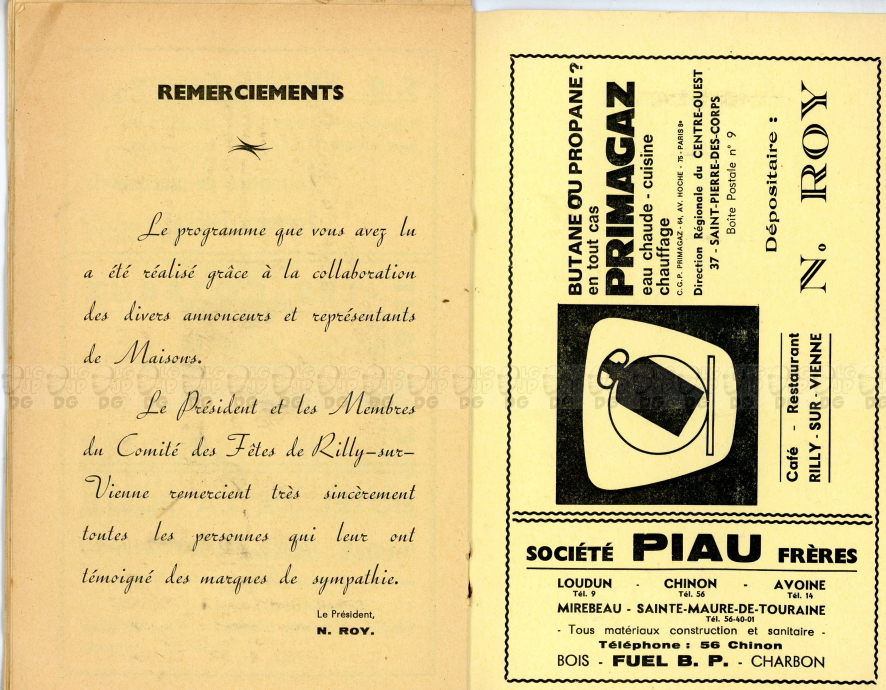 REMERCIEMENTS
Le programme que vous avez lu
a été réalisé grâce à la collaboration
des divers annonceurs et représentants
de Maisons.
Le Président et les Membres
du Comité des Fêtes de Rilly-sur-
Vienne remercient très sincèrement
toutes les personnes qui leur ont
témoigné des marques de sympathie.
Le Président,
N. ROY.
BUTANE OU PROPANE ?
en tout cas
PRIMAGAZ
eau chaude - cuisine
chauffage
C.G.P. PRIMAGAZ - 64, AV. HOCHE - 75 - PARIS 8e
Direction Régionale du CENTRE-OUEST
37 - SAINT-PIERRE-DES-CORPS
Boîte Postale n° 9
Dépositaire :
N. ROY
Café - Restaurant
RILLY - SUR - VIENNE
SOCIÉTÉ PIAU FRÈRES
LOUDUN - CHINON - AVOINE
Tél. 9 Tél. 56 Tél. 14
MIREBEAU - SAINTE-MAURE-DE-TOURAINE
Tél. 56-40-01
- Tous matériaux construction et sanitaire -
Téléphone : 56 Chinon
BOIS - FUEL B. P. - CHARBON